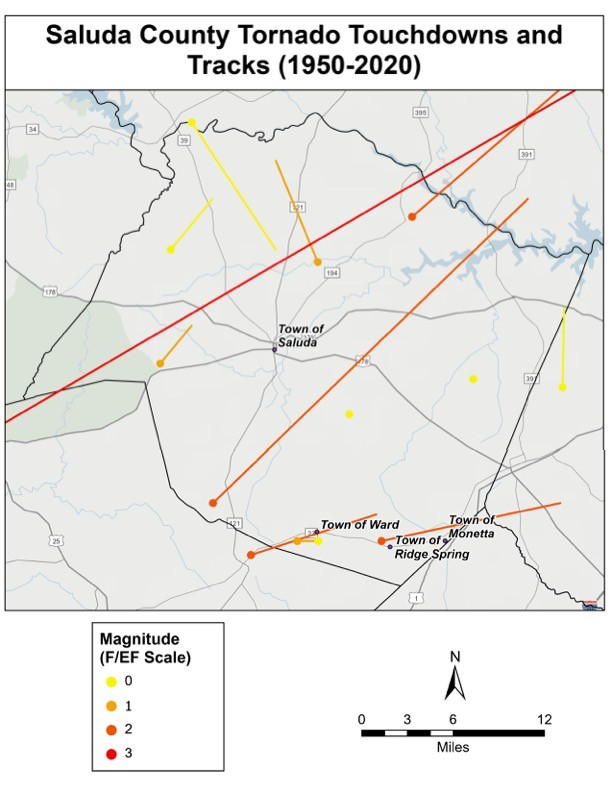 Saluda County Tornado Touchdowns and
Tracks (1950-2020)
395
34
39
391
48
121
194
178
Town of
Saluda
178
391
121
Town of Ward
Town of
Monetta
Town of
Ridge Spring
25
1
Magnitude
(F/EF Scale)
0
1
2
3
N
0 3 6 12
Miles